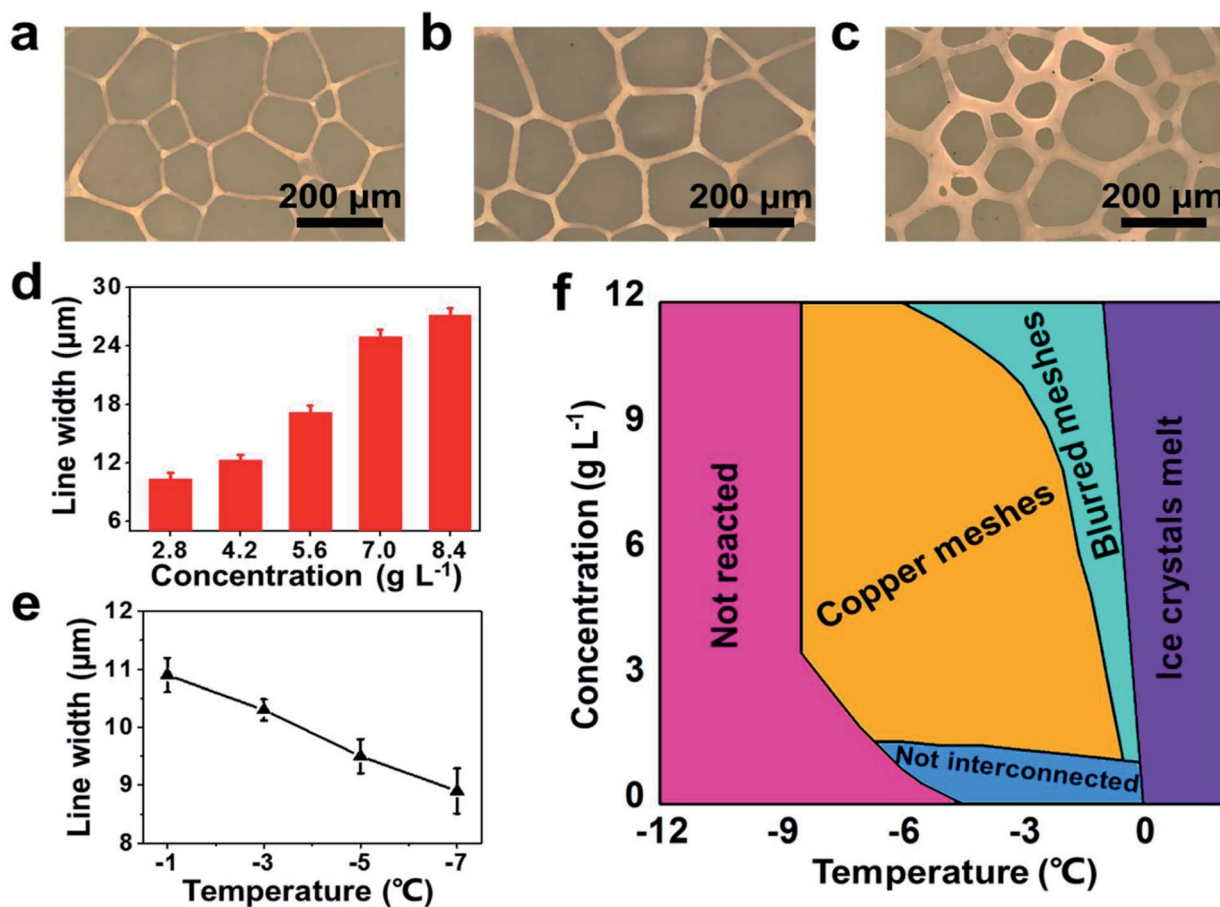 a
b
c
200 µm
200 µm
200 µm
d
30
24
18
12
6
Line width (µm)
2.8 4.2 5.6 7.0 8.4
Concentration (g L⁻¹)
e
12
11
10
9
8
Line width (µm)
-1 -3 -5 -7
Temperature (℃)
f
12
9
6
3
0
Concentration (g L⁻¹)
Not reacted
Copper meshes
Blurred meshes
Ice crystals melt
Not interconnected
-12 -9 -6 -3 0
Temperature (℃)